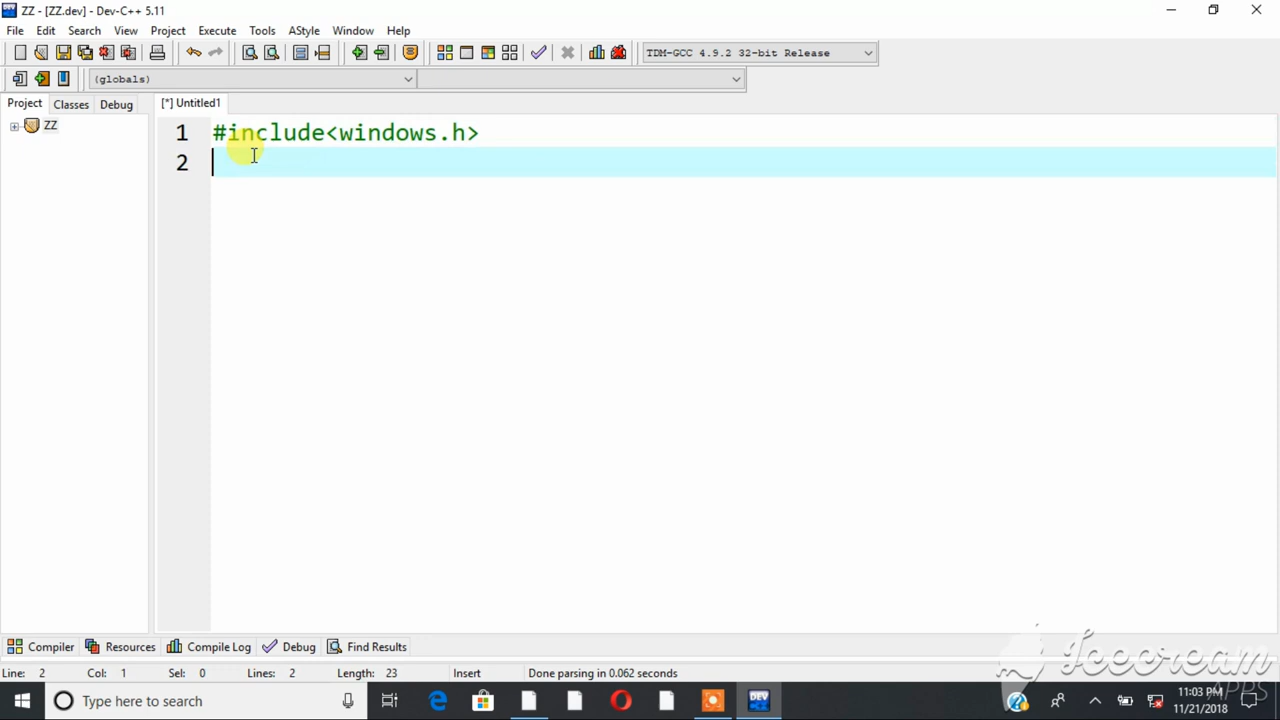 ZZ - [ZZ.dev] - Dev-C++ 5.11
File Edit Search View Project Execute Tools AStyle Window Help
TDM-GCC 4.9.2 32-bit Release
(globals)
Project Classes Debug [*] Untitled1
ZZ
1 #include<windows.h>
2
Compiler Resources Compile Log Debug Find Results
Line: 2 Col: 1 Sel: 0 Lines: 2 Length: 23 Insert Done parsing in 0.062 seconds
Icecream
APPS
Type here to search
DEV
11:03 PM
11/21/2018